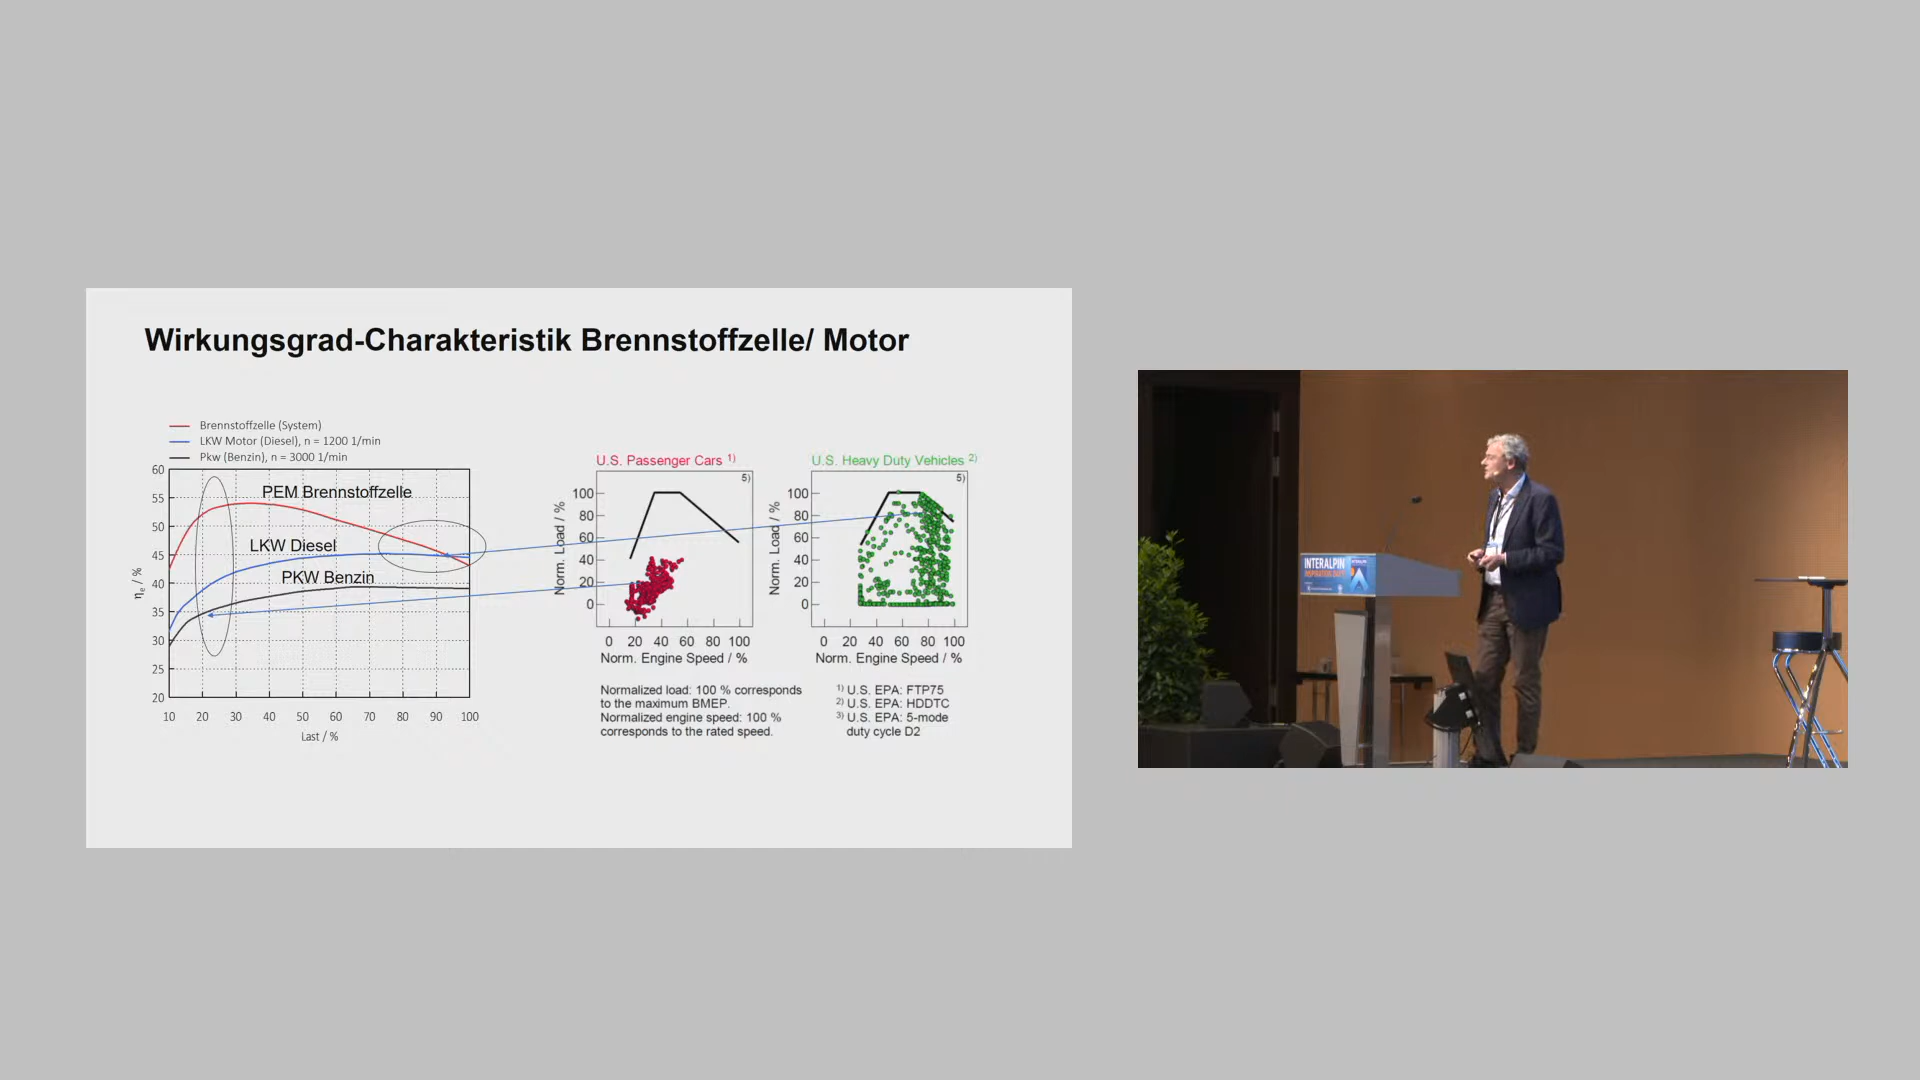 Wirkungsgrad-Charakteristik Brennstoffzelle/ Motor
Brennstoffzelle (System)
LKW Motor (Diesel), n = 1200 1/min
Pkw (Benzin), n = 3000 1/min
60
55
50
45
40
35
30
25
20
ηe / %
PEM Brennstoffzelle
LKW Diesel
PKW Benzin
10 20 30 40 50 60 70 80 90 100
Last / %
U.S. Passenger Cars 1)
5)
Norm. Load / %
100
80
60
40
20
0
0 20 40 60 80 100
Norm. Engine Speed / %
U.S. Heavy Duty Vehicles 2)
5)
Norm. Load / %
100
80
60
40
20
0
0 20 40 60 80 100
Norm. Engine Speed / %
Normalized load: 100 % corresponds
to the maximum BMEP.
Normalized engine speed: 100 %
corresponds to the rated speed.
1) U.S. EPA: FTP75
2) U.S. EPA: HDDTC
3) U.S. EPA: 5-mode
duty cycle D2
INTERALPIN